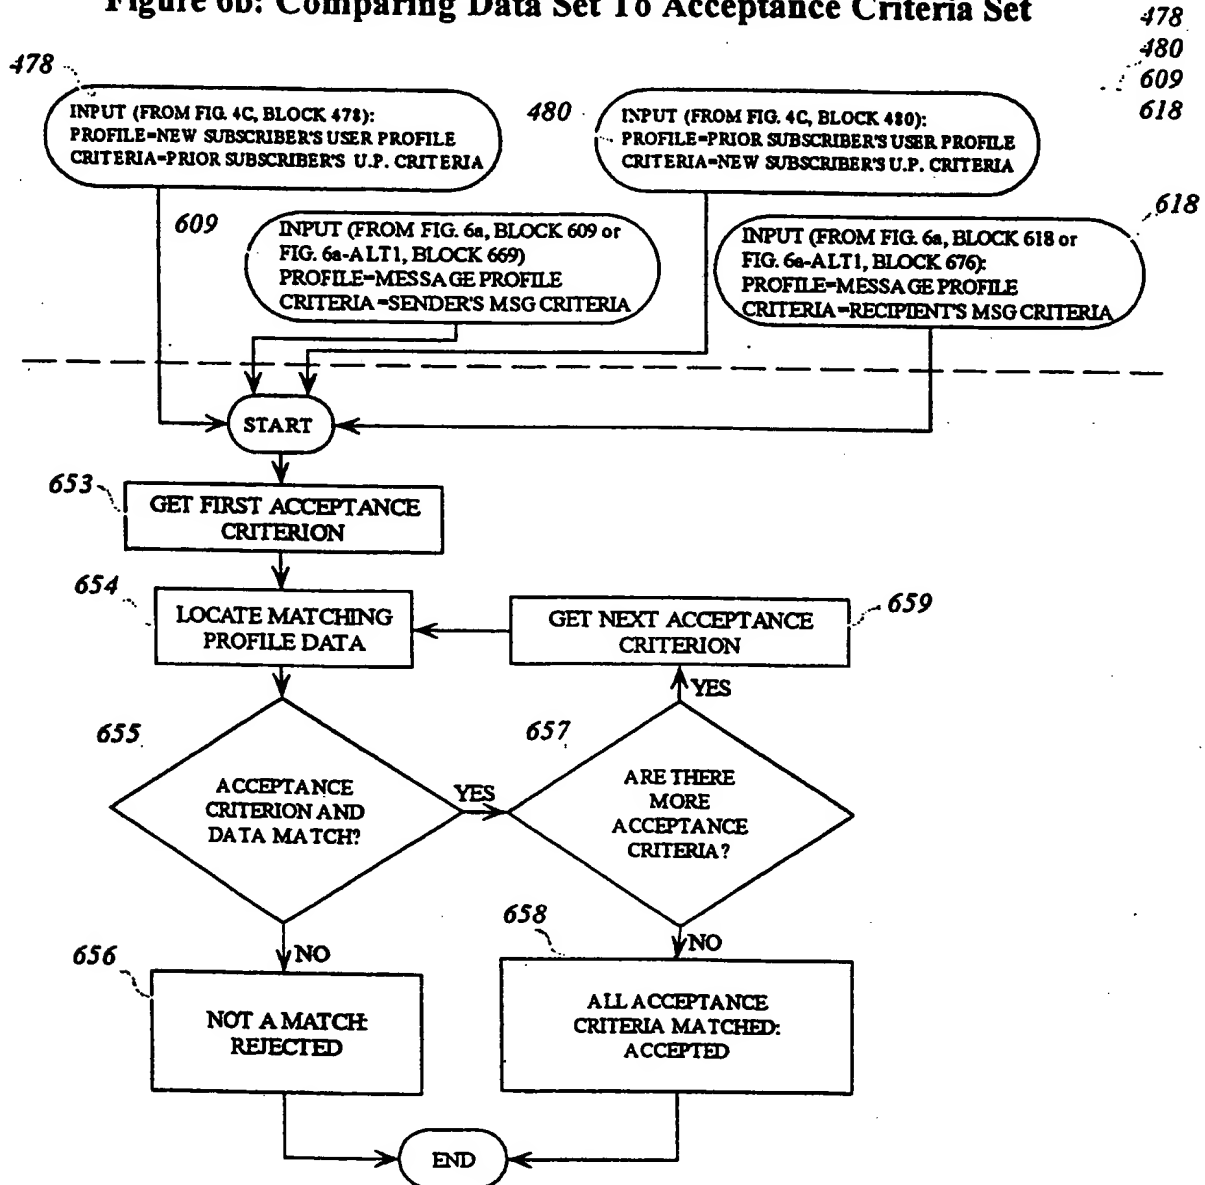 Figure 6b: Comparing Data Set To Acceptance Criteria Set
478
480
609
618
478
INPUT (FROM FIG. 4C, BLOCK 478):
PROFILE=NEW SUBSCRIBER'S USER PROFILE
CRITERIA=PRIOR SUBSCRIBER'S U.P. CRITERIA
480
INPUT (FROM FIG. 4C, BLOCK 480):
PROFILE=PRIOR SUBSCRIBER'S USER PROFILE
CRITERIA=NEW SUBSCRIBER'S U.P. CRITERIA
609
INPUT (FROM FIG. 6a, BLOCK 609 or
FIG. 6a-ALT1, BLOCK 669)
PROFILE=MESSAGE PROFILE
CRITERIA=SENDER'S MSG CRITERIA
618
INPUT (FROM FIG. 6a, BLOCK 618 or
FIG. 6a-ALT1, BLOCK 676):
PROFILE=MESSAGE PROFILE
CRITERIA=RECIPIENT'S MSG CRITERIA
START
653
GET FIRST ACCEPTANCE
CRITERION
654
LOCATE MATCHING
PROFILE DATA
GET NEXT ACCEPTANCE
CRITERION
659
YES
655
ACCEPTANCE
CRITERION AND
DATA MATCH?
YES
657
ARE THERE
MORE
ACCEPTANCE
CRITERIA?
NO
656
NOT A MATCH:
REJECTED
NO
658
ALL ACCEPTANCE
CRITERIA MATCHED:
ACCEPTED
END